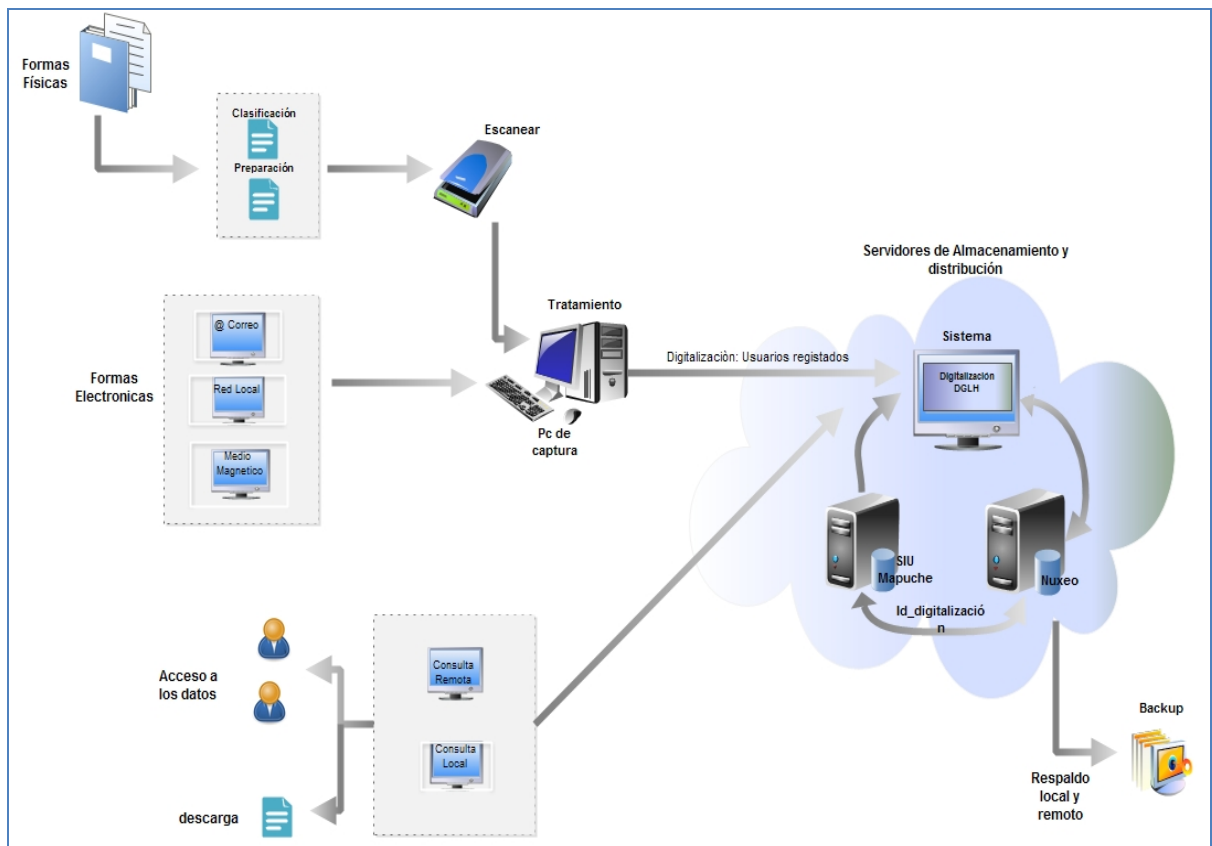 Formas
Físicas
Clasificación
Preparación
Escanear
Formas
Electronicas
@ Correo
Red Local
Medio
Magnetico
Tratamiento
Pc de
captura
Digitalizaciòn: Usuarios registados
Servidores de Almacenamiento y
distribución
Sistema
Digitalización
DGLH
SIU
Mapuche
Nuxeo
Id_digitalizació
n
Acceso a
los datos
descarga
Consulta
Remota
Consulta
Local
Backup
Respaldo
local y
remoto